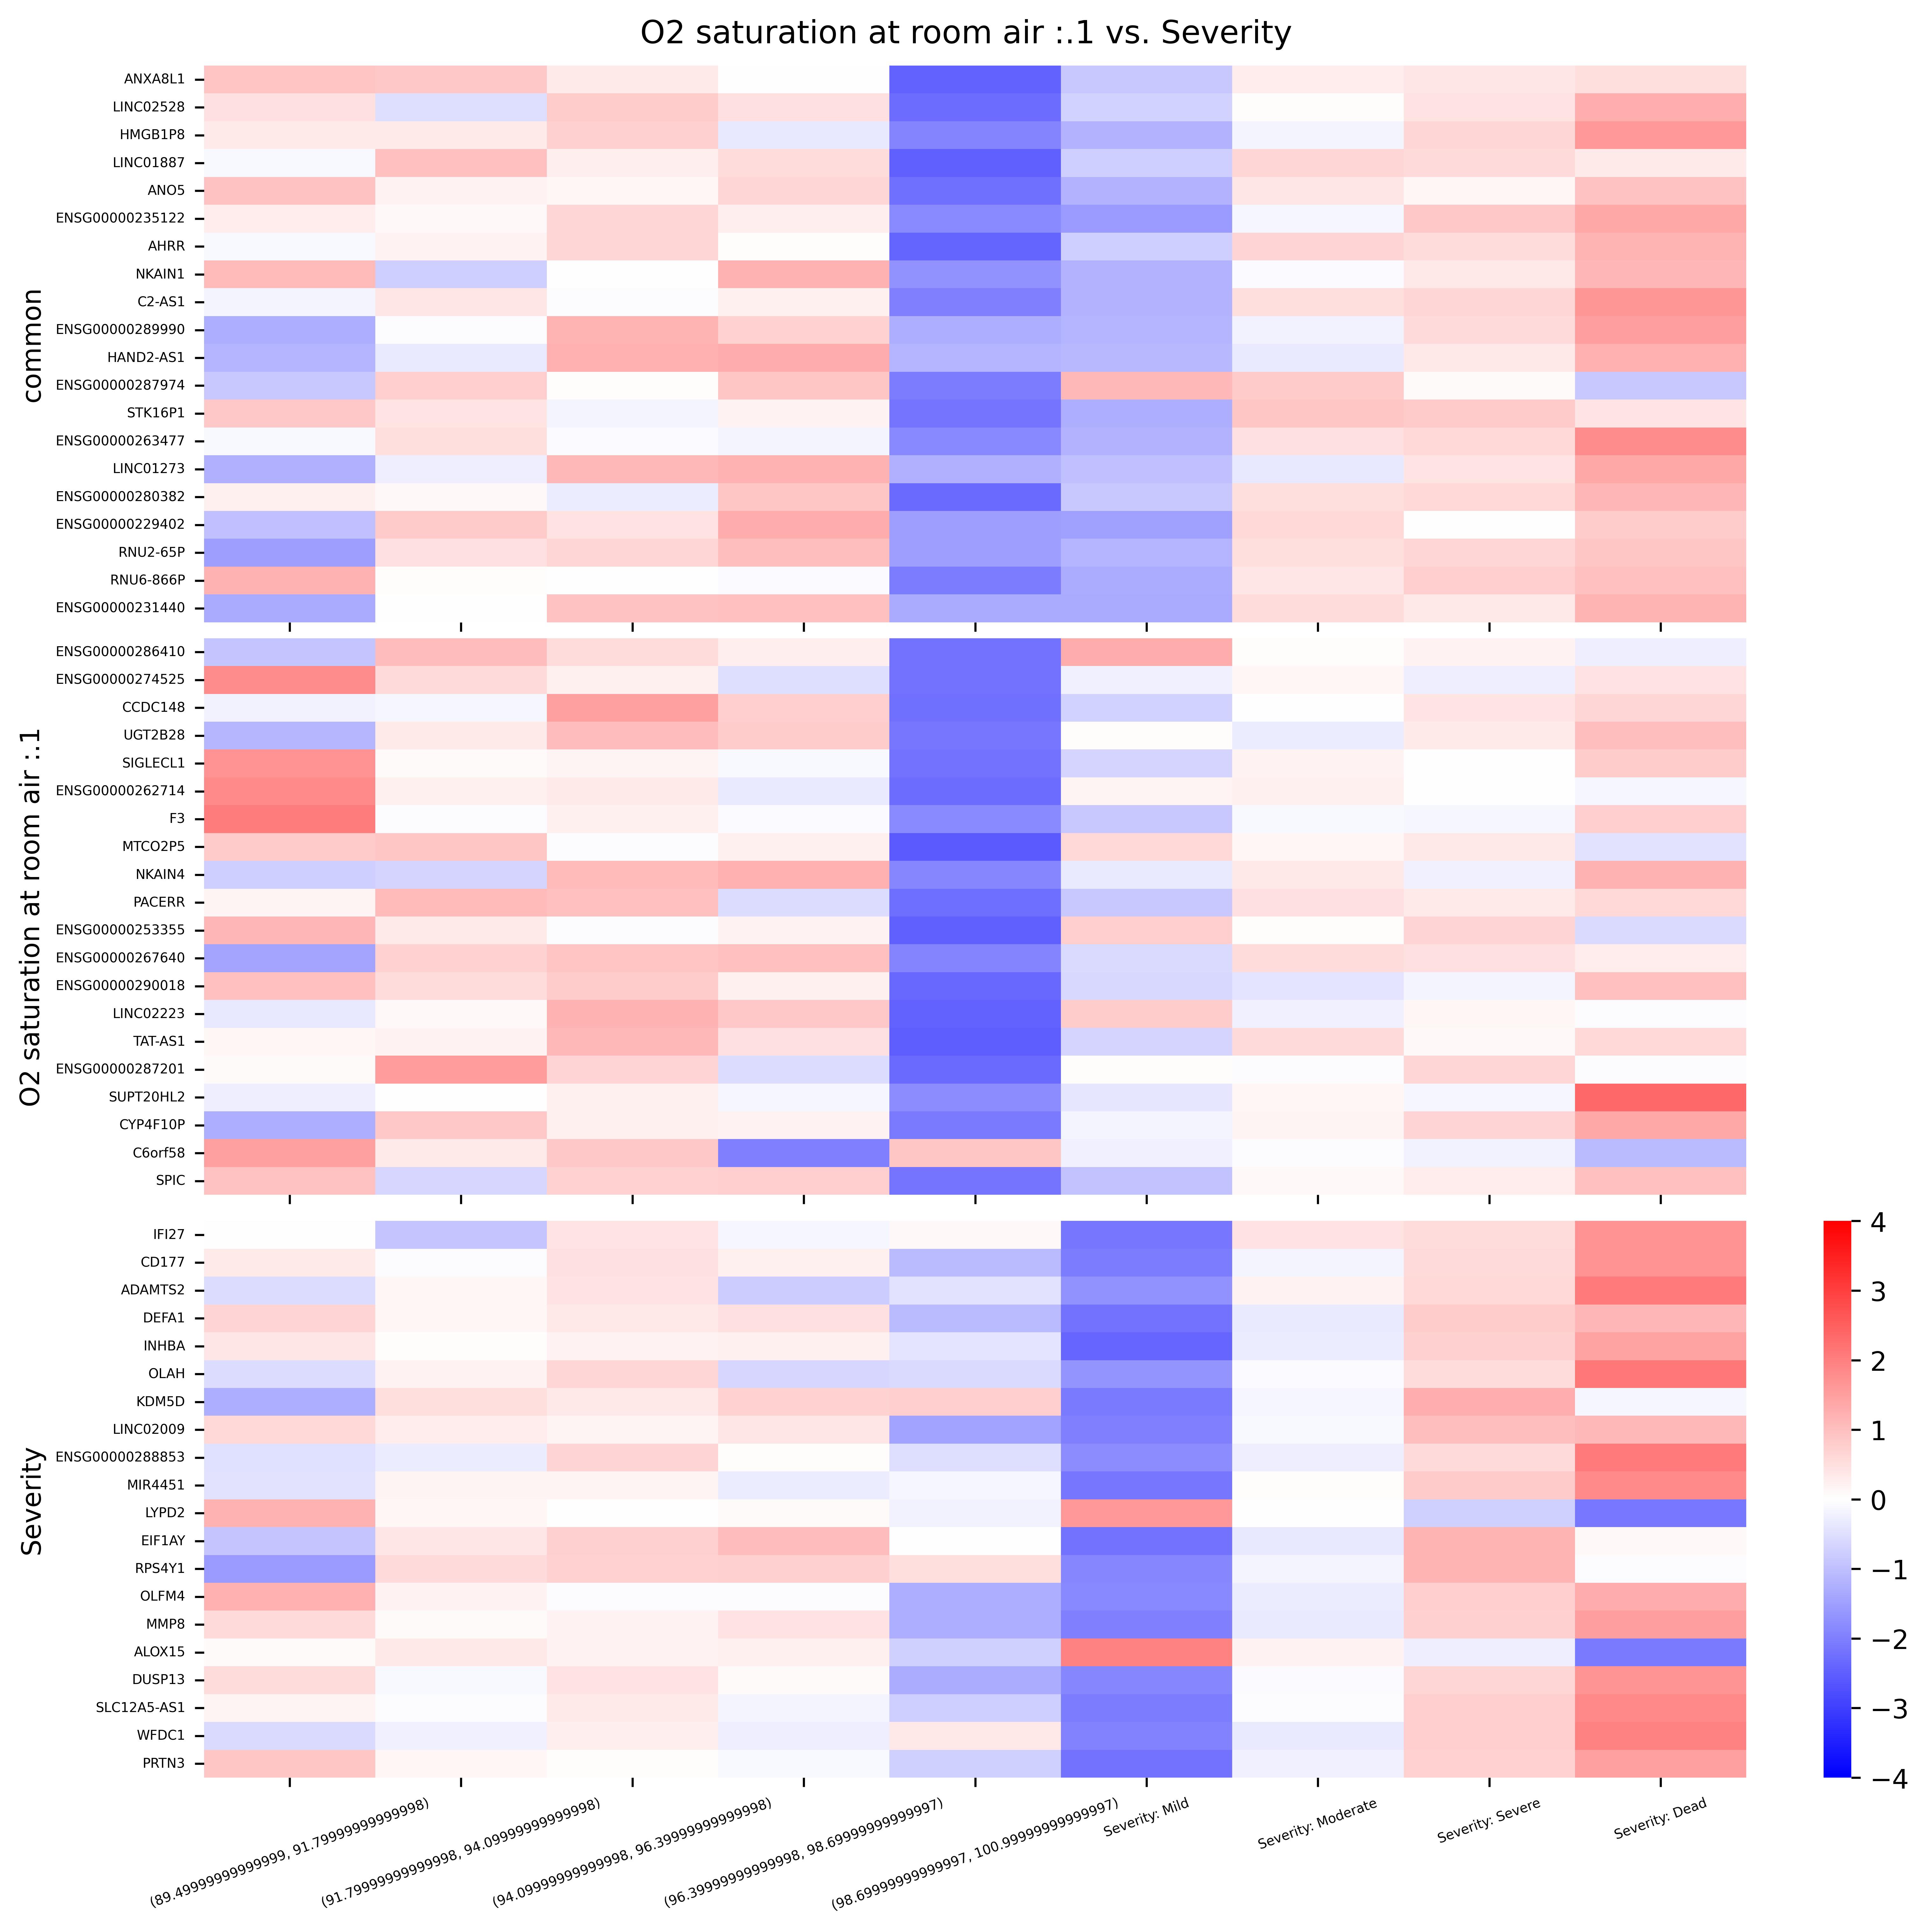 O2 saturation at room air :.1 vs. Severity
common
ANXA8L1
LINC02528
HMGB1P8
LINC01887
ANO5
ENSG00000235122
AHRR
NKAIN1
C2-AS1
ENSG00000289990
HAND2-AS1
ENSG00000287974
STK16P1
ENSG00000263477
LINC01273
ENSG00000280382
ENSG00000229402
RNU2-65P
RNU6-866P
ENSG00000231440
O2 saturation at room air :.1
ENSG00000286410
ENSG00000274525
CCDC148
UGT2B28
SIGLECL1
ENSG00000262714
F3
MTCO2P5
NKAIN4
PACERR
ENSG00000253355
ENSG00000267640
ENSG00000290018
LINC02223
TAT-AS1
ENSG00000287201
SUPT20HL2
CYP4F10P
C6orf58
SPIC
Severity
IFI27
CD177
ADAMTS2
DEFA1
INHBA
OLAH
KDM5D
LINC02009
ENSG00000288853
MIR4451
LYPD2
EIF1AY
RPS4Y1
OLFM4
MMP8
ALOX15
DUSP13
SLC12A5-AS1
WFDC1
PRTN3
(89.49999999999999, 91.79999999999998)
(91.79999999999998, 94.09999999999998)
(94.09999999999998, 96.39999999999998)
(96.39999999999998, 98.69999999999997)
(98.69999999999997, 100.99999999999997)
Severity: Mild
Severity: Moderate
Severity: Severe
Severity: Dead
4
3
2
1
0
−1
−2
−3
−4